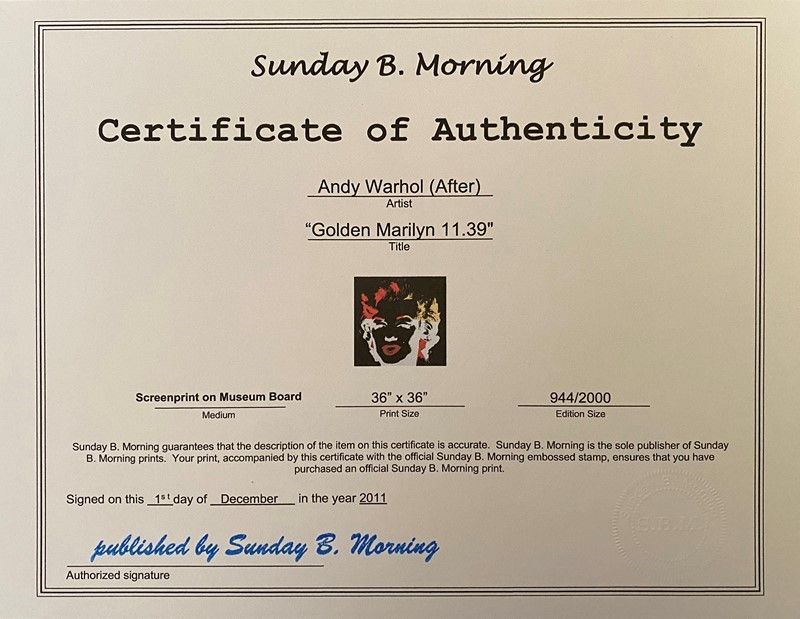 Sunday B. Morning
Certificate of Authenticity
Andy Warhol (After)
Artist
“Golden Marilyn 11.39"
Title
Screenprint on Museum Board 36” x 36” 944/2000
Medium Print Size Edition Size
Sunday B. Morning guarantees that the description of the item on this certificate is accurate. Sunday B. Morning is the sole publisher of Sunday
B. Morning prints. Your print, accompanied by this certificate with the official Sunday B. Morning embossed stamp, ensures that you have
purchased an official Sunday B. Morning print.
Signed on this 1st day of December in the year 2011
published by Sunday B. Morning
Authorized signature
S.B.M.